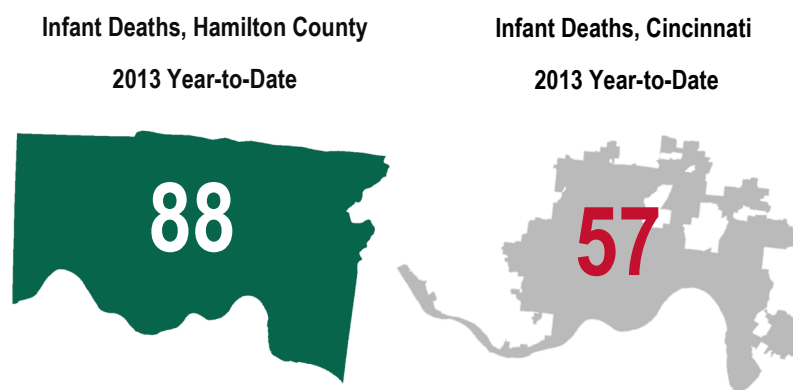 Infant Deaths, Hamilton County
2013 Year-to-Date
88
Infant Deaths, Cincinnati
2013 Year-to-Date
57